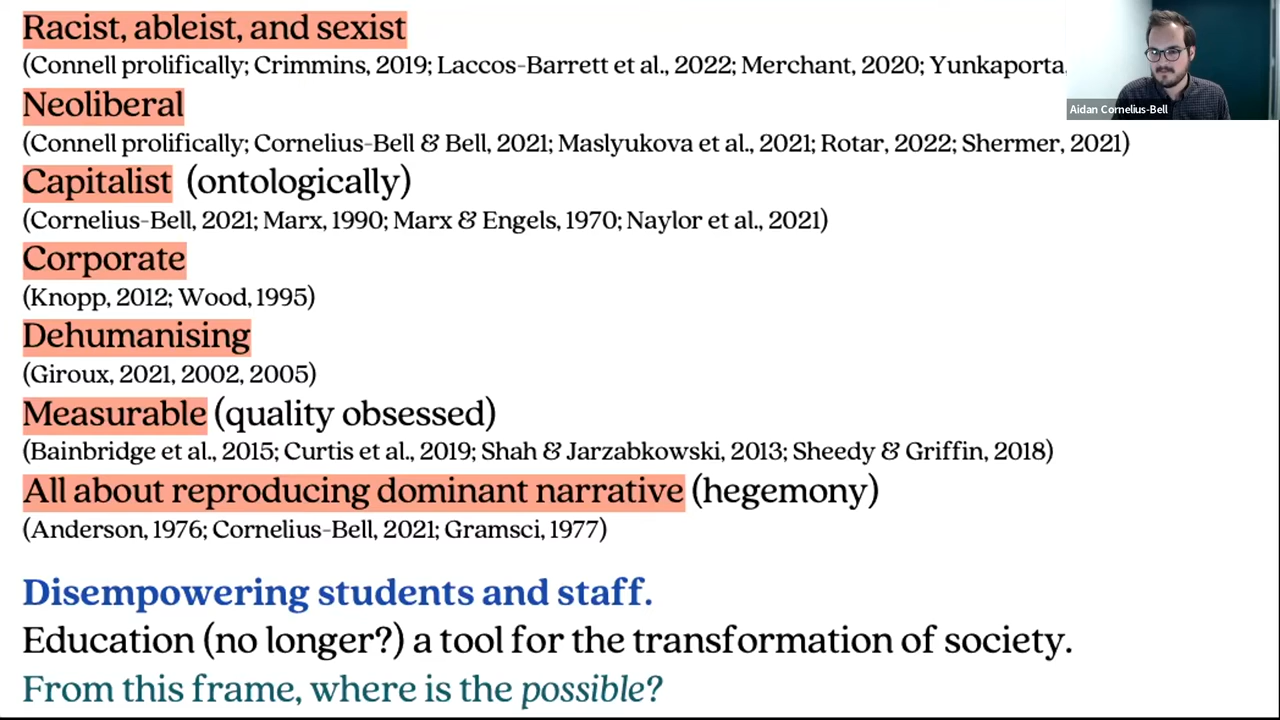 Racist, ableist, and sexist
(Connell prolifically; Crimmins, 2019; Laccos-Barrett et al., 2022; Merchant, 2020; Yunkaporta,
Aidan Cornelius-Bell
Neoliberal
(Connell prolifically; Cornelius-Bell & Bell, 2021; Maslyukova et al., 2021; Rotar, 2022; Shermer, 2021)
Capitalist (ontologically)
(Cornelius-Bell, 2021; Marx, 1990; Marx & Engels, 1970; Naylor et al., 2021)
Corporate
(Knopp, 2012; Wood, 1995)
Dehumanising
(Giroux, 2021, 2002, 2005)
Measurable (quality obsessed)
(Bainbridge et al., 2015; Curtis et al., 2019; Shah & Jarzabkowski, 2013; Sheedy & Griffin, 2018)
All about reproducing dominant narrative (hegemony)
(Anderson, 1976; Cornelius-Bell, 2021; Gramsci, 1977)
Disempowering students and staff.
Education (no longer?) a tool for the transformation of society.
From this frame, where is the possible?